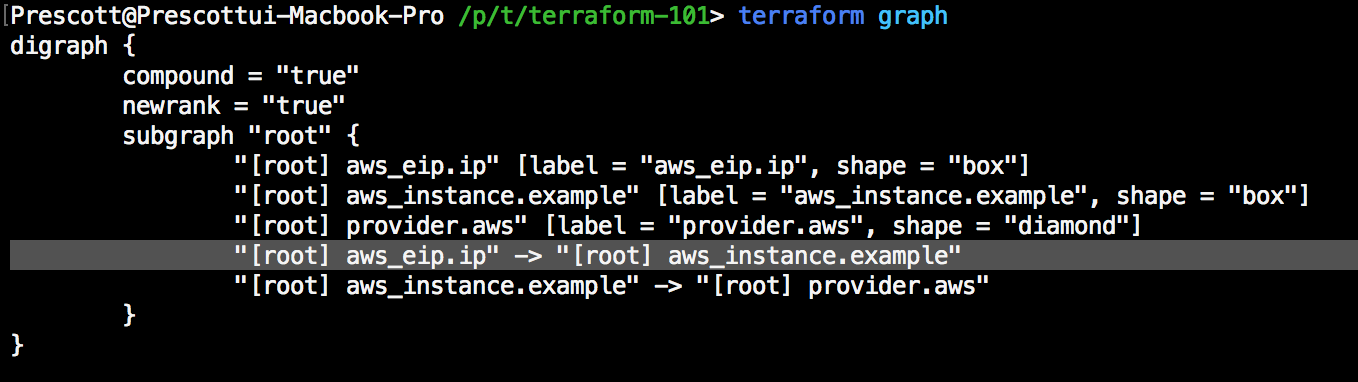 [Prescott@Prescottui-Macbook-Pro /p/t/terraform-101> terraform graph
digraph {
        compound = "true"
        newrank = "true"
        subgraph "root" {
                "[root] aws_eip.ip" [label = "aws_eip.ip", shape = "box"]
                "[root] aws_instance.example" [label = "aws_instance.example", shape = "box"]
                "[root] provider.aws" [label = "provider.aws", shape = "diamond"]
                "[root] aws_eip.ip" -> "[root] aws_instance.example"
                "[root] aws_instance.example" -> "[root] provider.aws"
        }
}